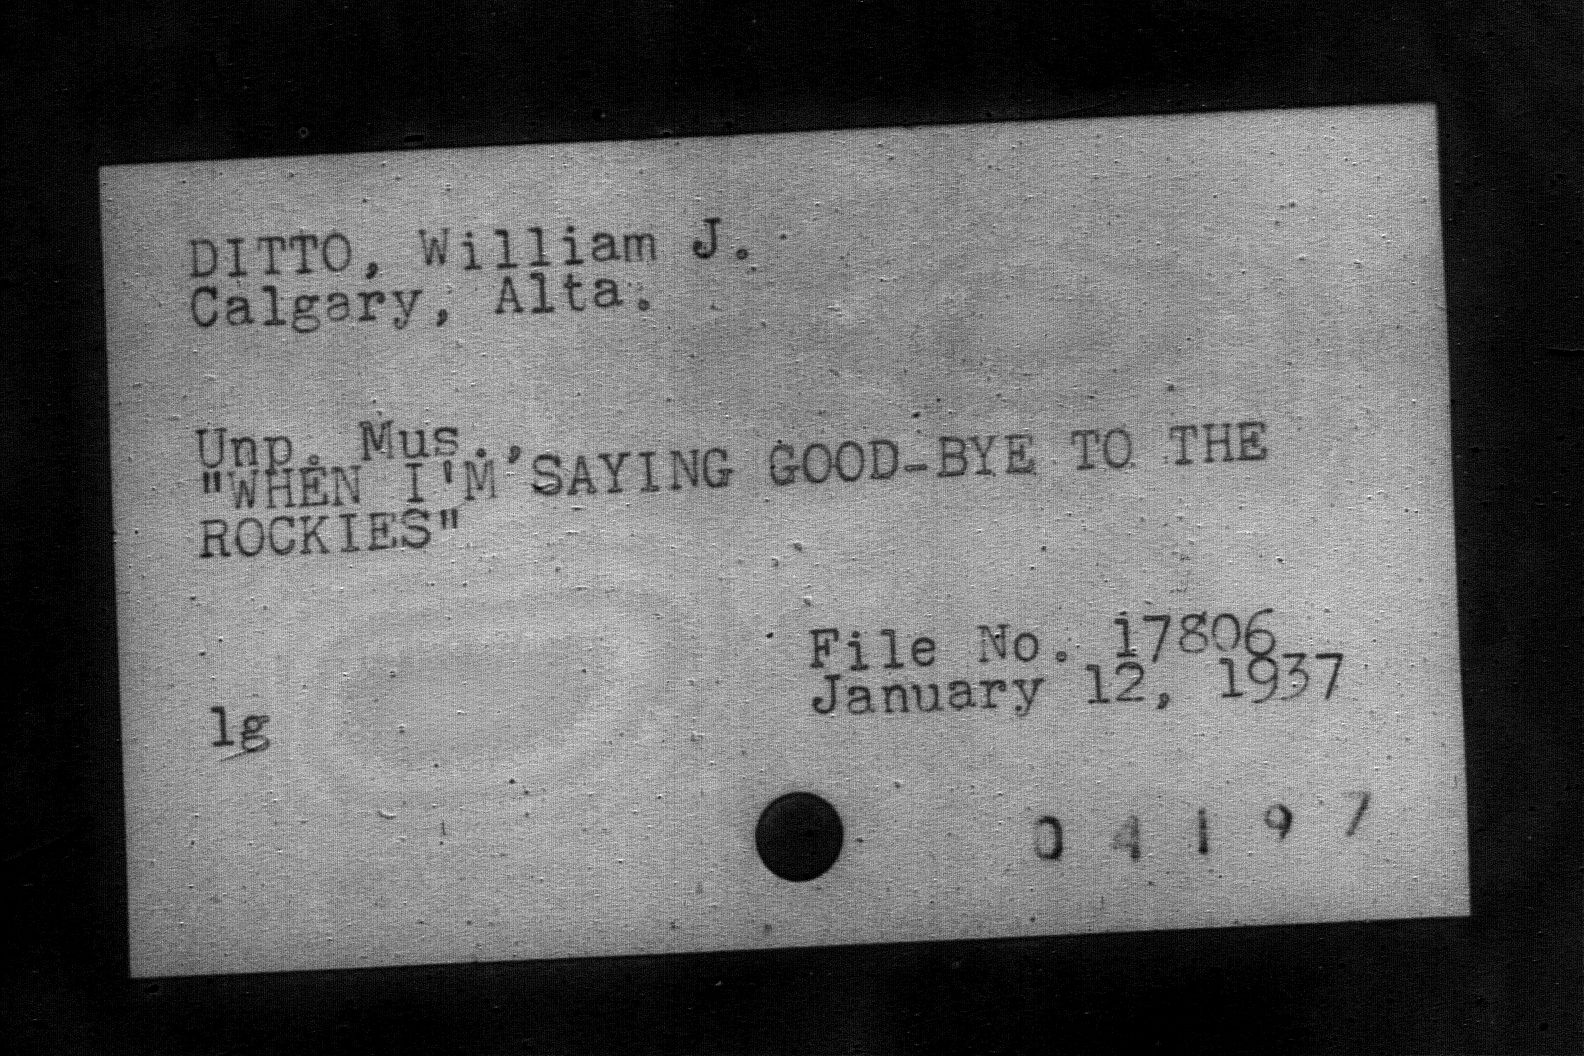 DITTO, William J.
Calgary, Alta.
Unp. Mus.,
"WHEN I'M SAYING GOOD-BYE TO THE
ROCKIES"
File No. 17806
January 12, 1937
lg
04197